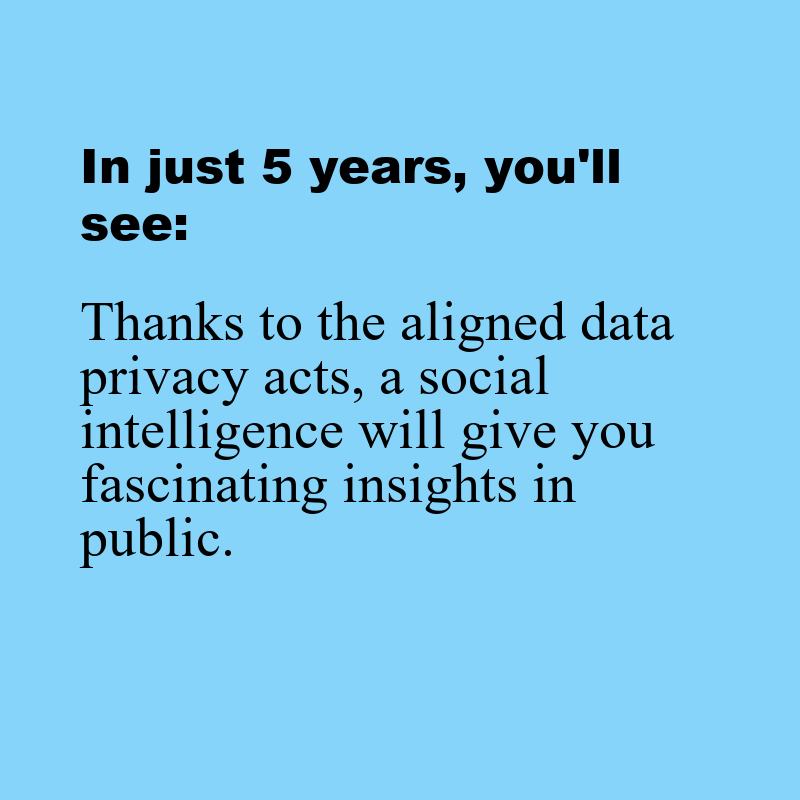 In just 5 years, you'll
see:
Thanks to the aligned data
privacy acts, a social
intelligence will give you
fascinating insights in
public.